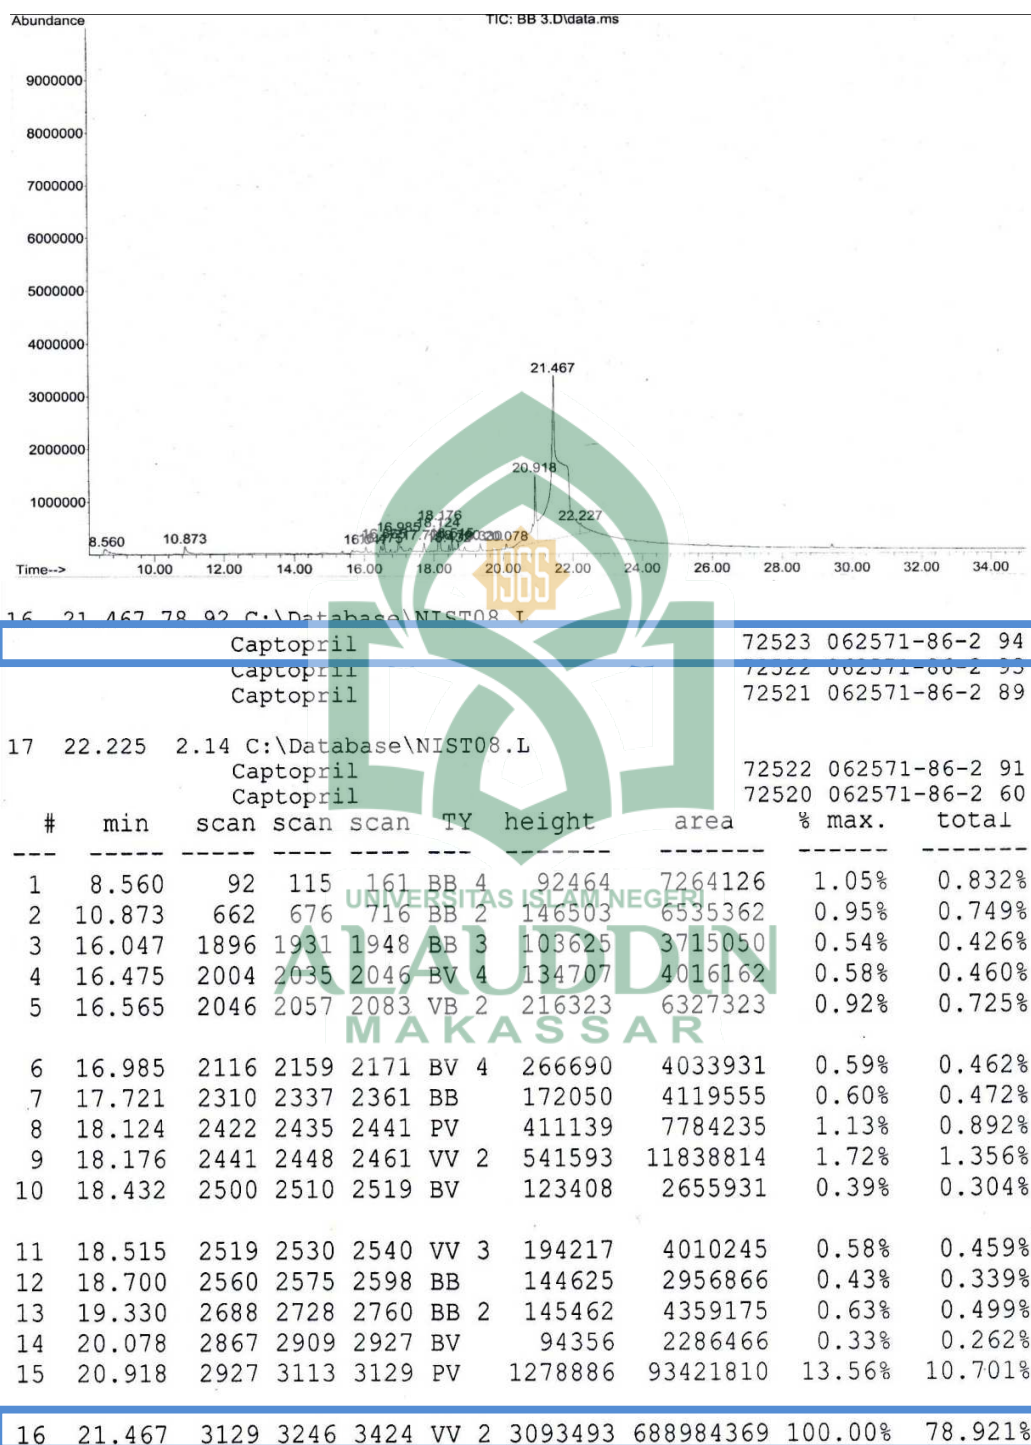 Abundance
TIC: BB 3.D\data.ms
9000000
8000000
7000000
6000000
5000000
4000000
3000000
2000000
1000000
21.467
20.918
22.227
18.176
18.124
16.985
20.078
8.560
10.873
Time-->
10.00 12.00 14.00 16.00 18.00 20.00 22.00 24.00 26.00 28.00 30.00 32.00 34.00
1965
16 21.467 78.92 C:\Database\NIST08.L
Captopril 72523 062571-86-2 94
Captopril 72522 062571-86-2 93
Captopril 72521 062571-86-2 89
17 22.225 2.14 C:\Database\NIST08.L
Captopril 72522 062571-86-2 91
Captopril 72520 062571-86-2 60
# min scan scan scan TY height area % max. total
--- ----- ----- ---- ---- --- ------- ------- ------ -------
1 8.560 92 115 161 BB 4 92464 7264126 1.05% 0.832%
UNIVERSITAS ISLAM NEGERI
2 10.873 662 676 716 BB 2 146503 6535362 0.95% 0.749%
3 16.047 1896 1931 1948 BB 3 103625 3715050 0.54% 0.426%
ALAUDDIN
4 16.475 2004 2035 2046 BV 4 134707 4016162 0.58% 0.460%
5 16.565 2046 2057 2083 VB 2 216323 6327323 0.92% 0.725%
MAKASSAR
6 16.985 2116 2159 2171 BV 4 266690 4033931 0.59% 0.462%
7 17.721 2310 2337 2361 BB 172050 4119555 0.60% 0.472%
8 18.124 2422 2435 2441 PV 411139 7784235 1.13% 0.892%
9 18.176 2441 2448 2461 VV 2 541593 11838814 1.72% 1.356%
10 18.432 2500 2510 2519 BV 123408 2655931 0.39% 0.304%
11 18.515 2519 2530 2540 VV 3 194217 4010245 0.58% 0.459%
12 18.700 2560 2575 2598 BB 144625 2956866 0.43% 0.339%
13 19.330 2688 2728 2760 BB 2 145462 4359175 0.63% 0.499%
14 20.078 2867 2909 2927 BV 94356 2286466 0.33% 0.262%
15 20.918 2927 3113 3129 PV 1278886 93421810 13.56% 10.701%
16 21.467 3129 3246 3424 VV 2 3093493 688984369 100.00% 78.921%